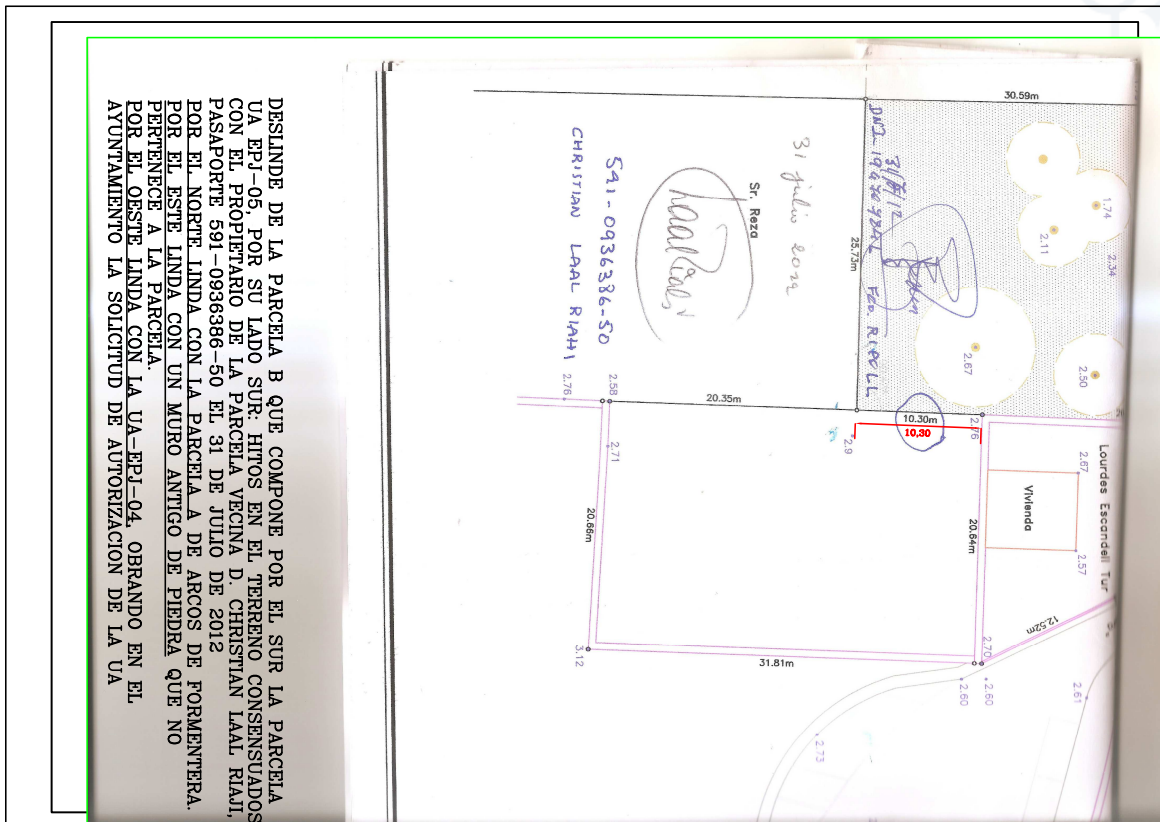 DESLINDE DE LA PARCELA B QUE COMPONE POR EL SUR LA PARCELA
UA EPJ-05, POR SU LADO SUR: HITOS EN EL TERRENO CONSENSUADOS
CON EL PROPIETARIO DE LA PARCELA VECINA D. CHRISTIAN LAAL RIAJI,
PASAPORTE 591-0936386-50 EL 31 DE JULIO DE 2012
POR EL NORTE LINDA CON LA PARCELA A DE ARCOS DE FORMENTERA.
POR EL ESTE LINDA CON UN MURO ANTIGO DE PIEDRA QUE NO
PERTENECE A LA PARCELA.
POR EL OESTE LINDA CON LA UA-EPJ-04, OBRANDO EN EL
AYUNTAMIENTO LA SOLICITUD DE AUTORIZACION DE LA UA
30.59m
1.74
2.34
2.11
2.67
2.50
25.73m
31 julio 2012
Sr. Reza
591-0936386-50
CHRISTIAN LAAL RIAHI
FCO. RIPOLL
2.76
2.58
2.71
20.35m
10.30m
10,30
2.9
2.76
Lourdes Escandell Tur
2.67
Vivienda
2.57
20.64m
20.66m
12.52m
2.70
3.12
31.81m
2.60
2.60
2.61
2.73